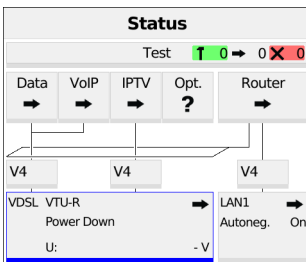 Status
Test 0 ➡ 0 ✕ 0
Data VoIP IPTV Opt. Router
➡ ➡ ➡ ? ➡
V4 V4 V4
VDSL VTU-R ➡ LAN1 ➡
Power Down Autoneg. On
U: - V